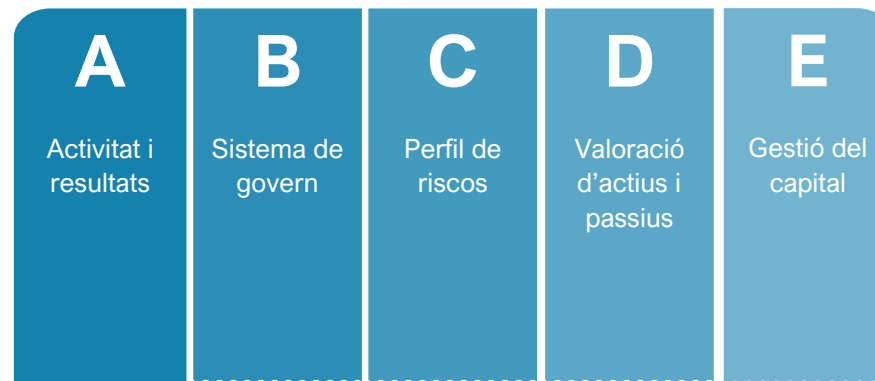 A
Activitat i
resultats
B
Sistema de
govern
C
Perfil de
riscos
D
Valoració
d'actius i
passius
E
Gestió del
capital